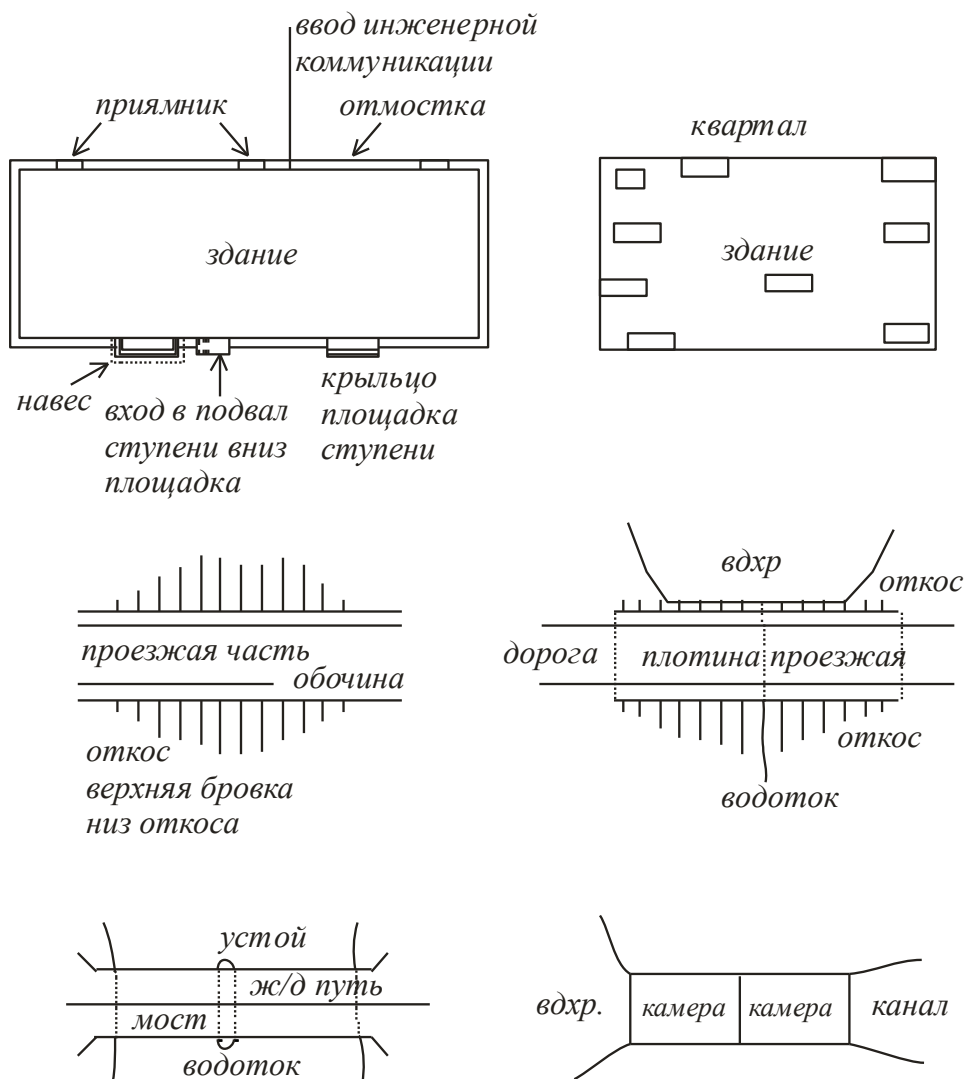 ввод инженерной
коммуникации
приямник
отмостка
здание
навес
вход в подвал
ступени вниз
площадка
крыльцо
площадка
ступени
квартал
здание
проезжая часть
обочина
откос
верхняя бровка
низ откоса
вдхр
откос
дорога
плотина
проезжая
откос
водоток
устой
ж/д путь
мост
водоток
вдхр.
камера
камера
канал